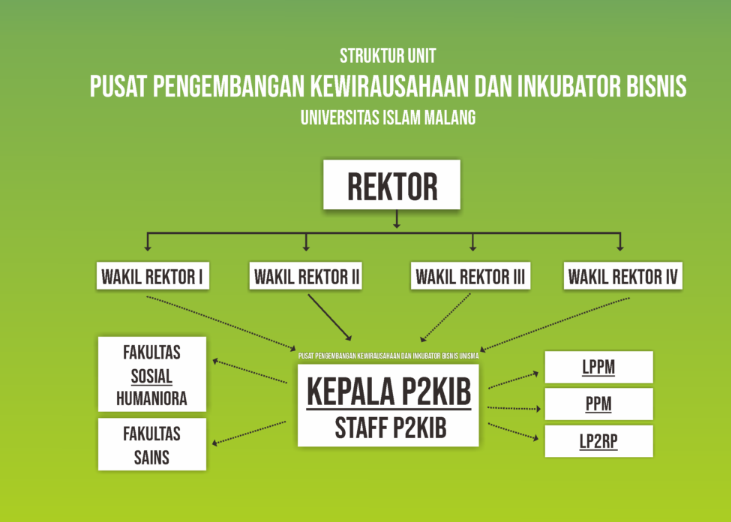 STRUKTUR UNIT
PUSAT PENGEMBANGAN KEWIRAUSAHAAN DAN INKUBATOR BISNIS
UNIVERSITAS ISLAM MALANG
REKTOR
WAKIL REKTOR I
WAKIL REKTOR II
WAKIL REKTOR III
WAKIL REKTOR IV
PUSAT PENGEMBANGAN KEWIRAUSAHAAN DAN INKUBATOR BISNIS UNISMA
KEPALA P2KIB
STAFF P2KIB
FAKULTAS
SOSIAL
HUMANIORA
FAKULTAS
SAINS
LPPM
PPM
LP2RP